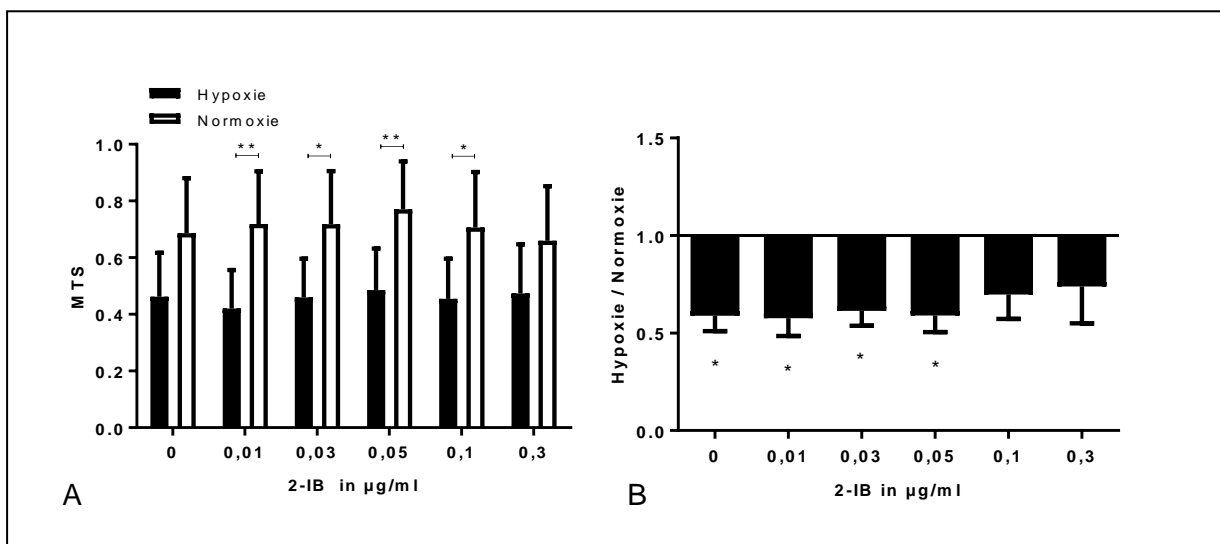 Hypoxie
Normoxie
** * ** *
1.0
0.8
0.6
0.4
0.2
0.0
MTS
0 0,01 0,03 0,05 0,1 0,3
2-IB in µg/ml
A
1.5
1.0
0.5
0.0
Hypoxie / Normoxie
* * * *
0 0,01 0,03 0,05 0,1 0,3
2-IB in µg/ml
B